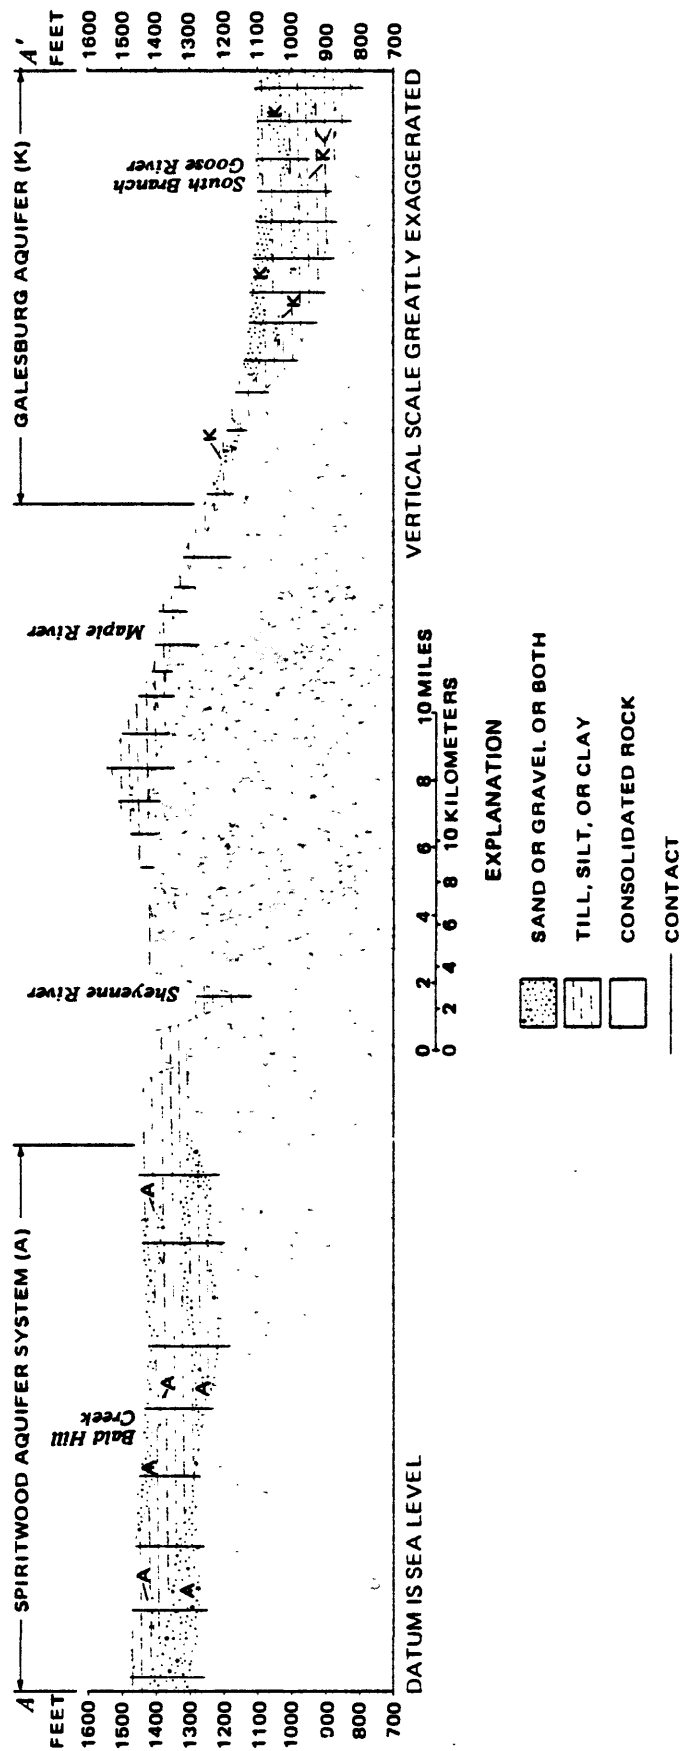 A
A'
FEET
FEET
SPIRITWOOD AQUIFER SYSTEM (A)
GALESBURG AQUIFER (K)
1600
1500
1400
1300
1200
1100
1000
900
800
700
1600
1500
1400
1300
1200
1100
1000
900
800
700
Bald Hill
Creek
Sheyenne River
Maple River
South Branch
Goose River
A
A
A
A
A
A
K
K
K
K
K
DATUM IS SEA LEVEL
VERTICAL SCALE GREATLY EXAGGERATED
0 2 4 6 8 10 MILES
0 2 4 6 8 10 KILOMETERS
EXPLANATION
SAND OR GRAVEL OR BOTH
TILL, SILT, OR CLAY
CONSOLIDATED ROCK
CONTACT